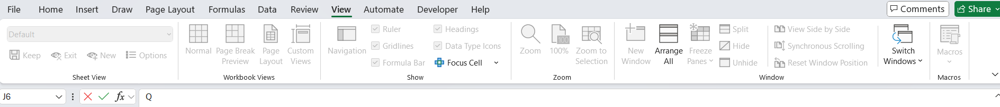 File Home Insert Draw Page Layout Formulas Data Review View Automate Developer Help Comments Share
Default
Keep Exit New Options
Sheet View
Normal Page Break Preview Page Layout Custom Views
Workbook Views
Navigation
Ruler
Gridlines
Formula Bar
Headings
Data Type Icons
Focus Cell
Show
Zoom 100% Zoom to Selection
100
Zoom
New Window Arrange All Freeze Panes
Split
Hide
Unhide
View Side by Side
Synchronous Scrolling
Reset Window Position
Switch Windows
Window
Macros
Macros
J6 fx Q